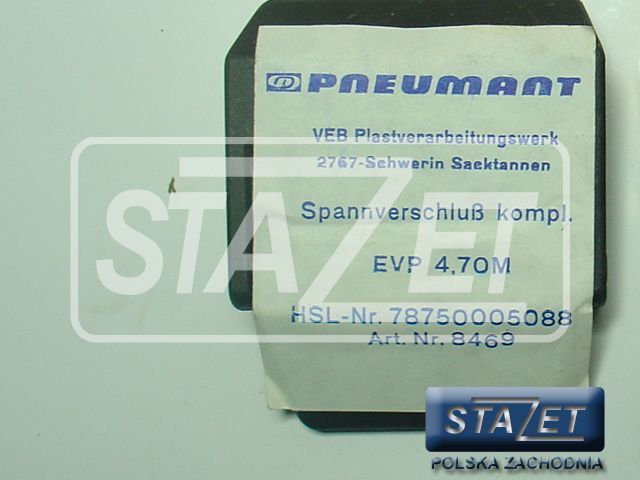 PNEUMANT
VEB Plastverarbeitungswerk
2767-Schwerin Sacktannen
Spannverschluß kompl.
EVP 4,70M
HSL-Nr. 78750005088
Art. Nr. 8469
STAZET
STAZET
POLSKA ZACHODNIA